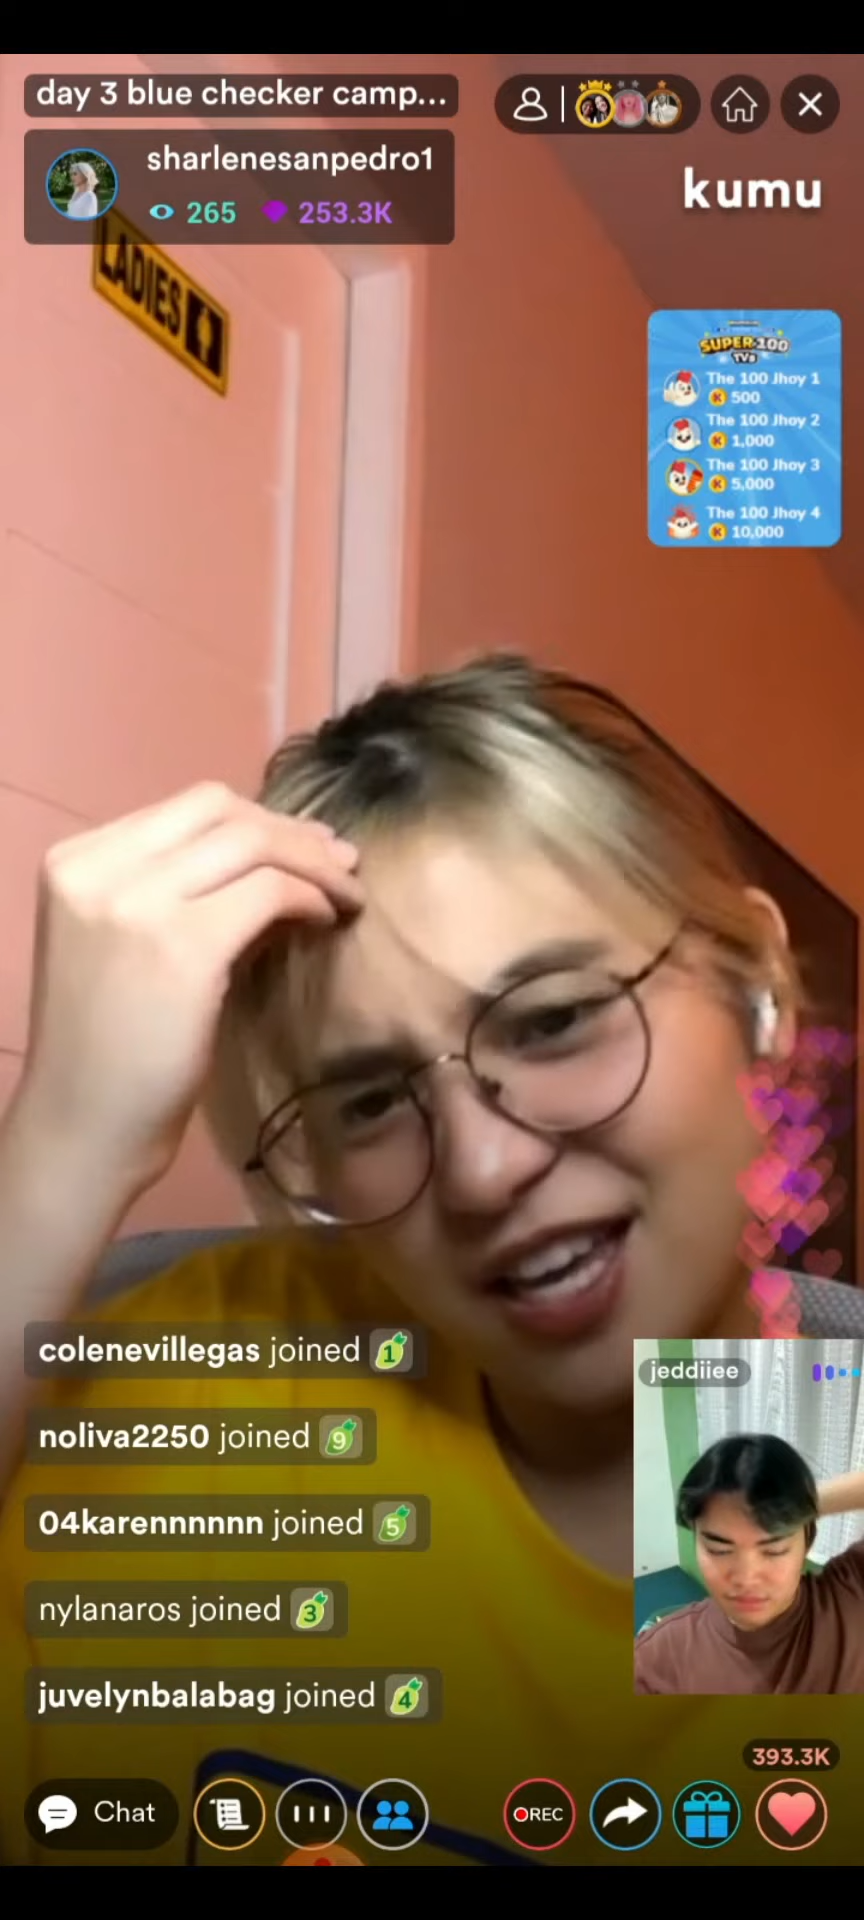 day 3 blue checker camp...
sharlenesanpedro1
265 253.3K
kumu
LADIES
SUPER 100
TVs
The 100 Jhoy 1
K 500
The 100 Jhoy 2
K 1,000
The 100 Jhoy 3
K 5,000
The 100 Jhoy 4
K 10,000
colenevillegas joined 1
noliva2250 joined 9
04karennnnnn joined 5
nylanaros joined 3
juvelynbalabag joined 4
jeddiiee
393.3K
Chat
REC